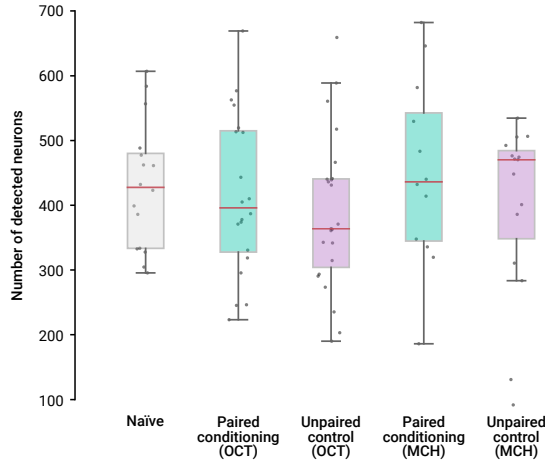 700
600
500
400
300
200
100
Number of detected neurons
Naïve
Paired
conditioning
(OCT)
Unpaired
control
(OCT)
Paired
conditioning
(MCH)
Unpaired
control
(MCH)